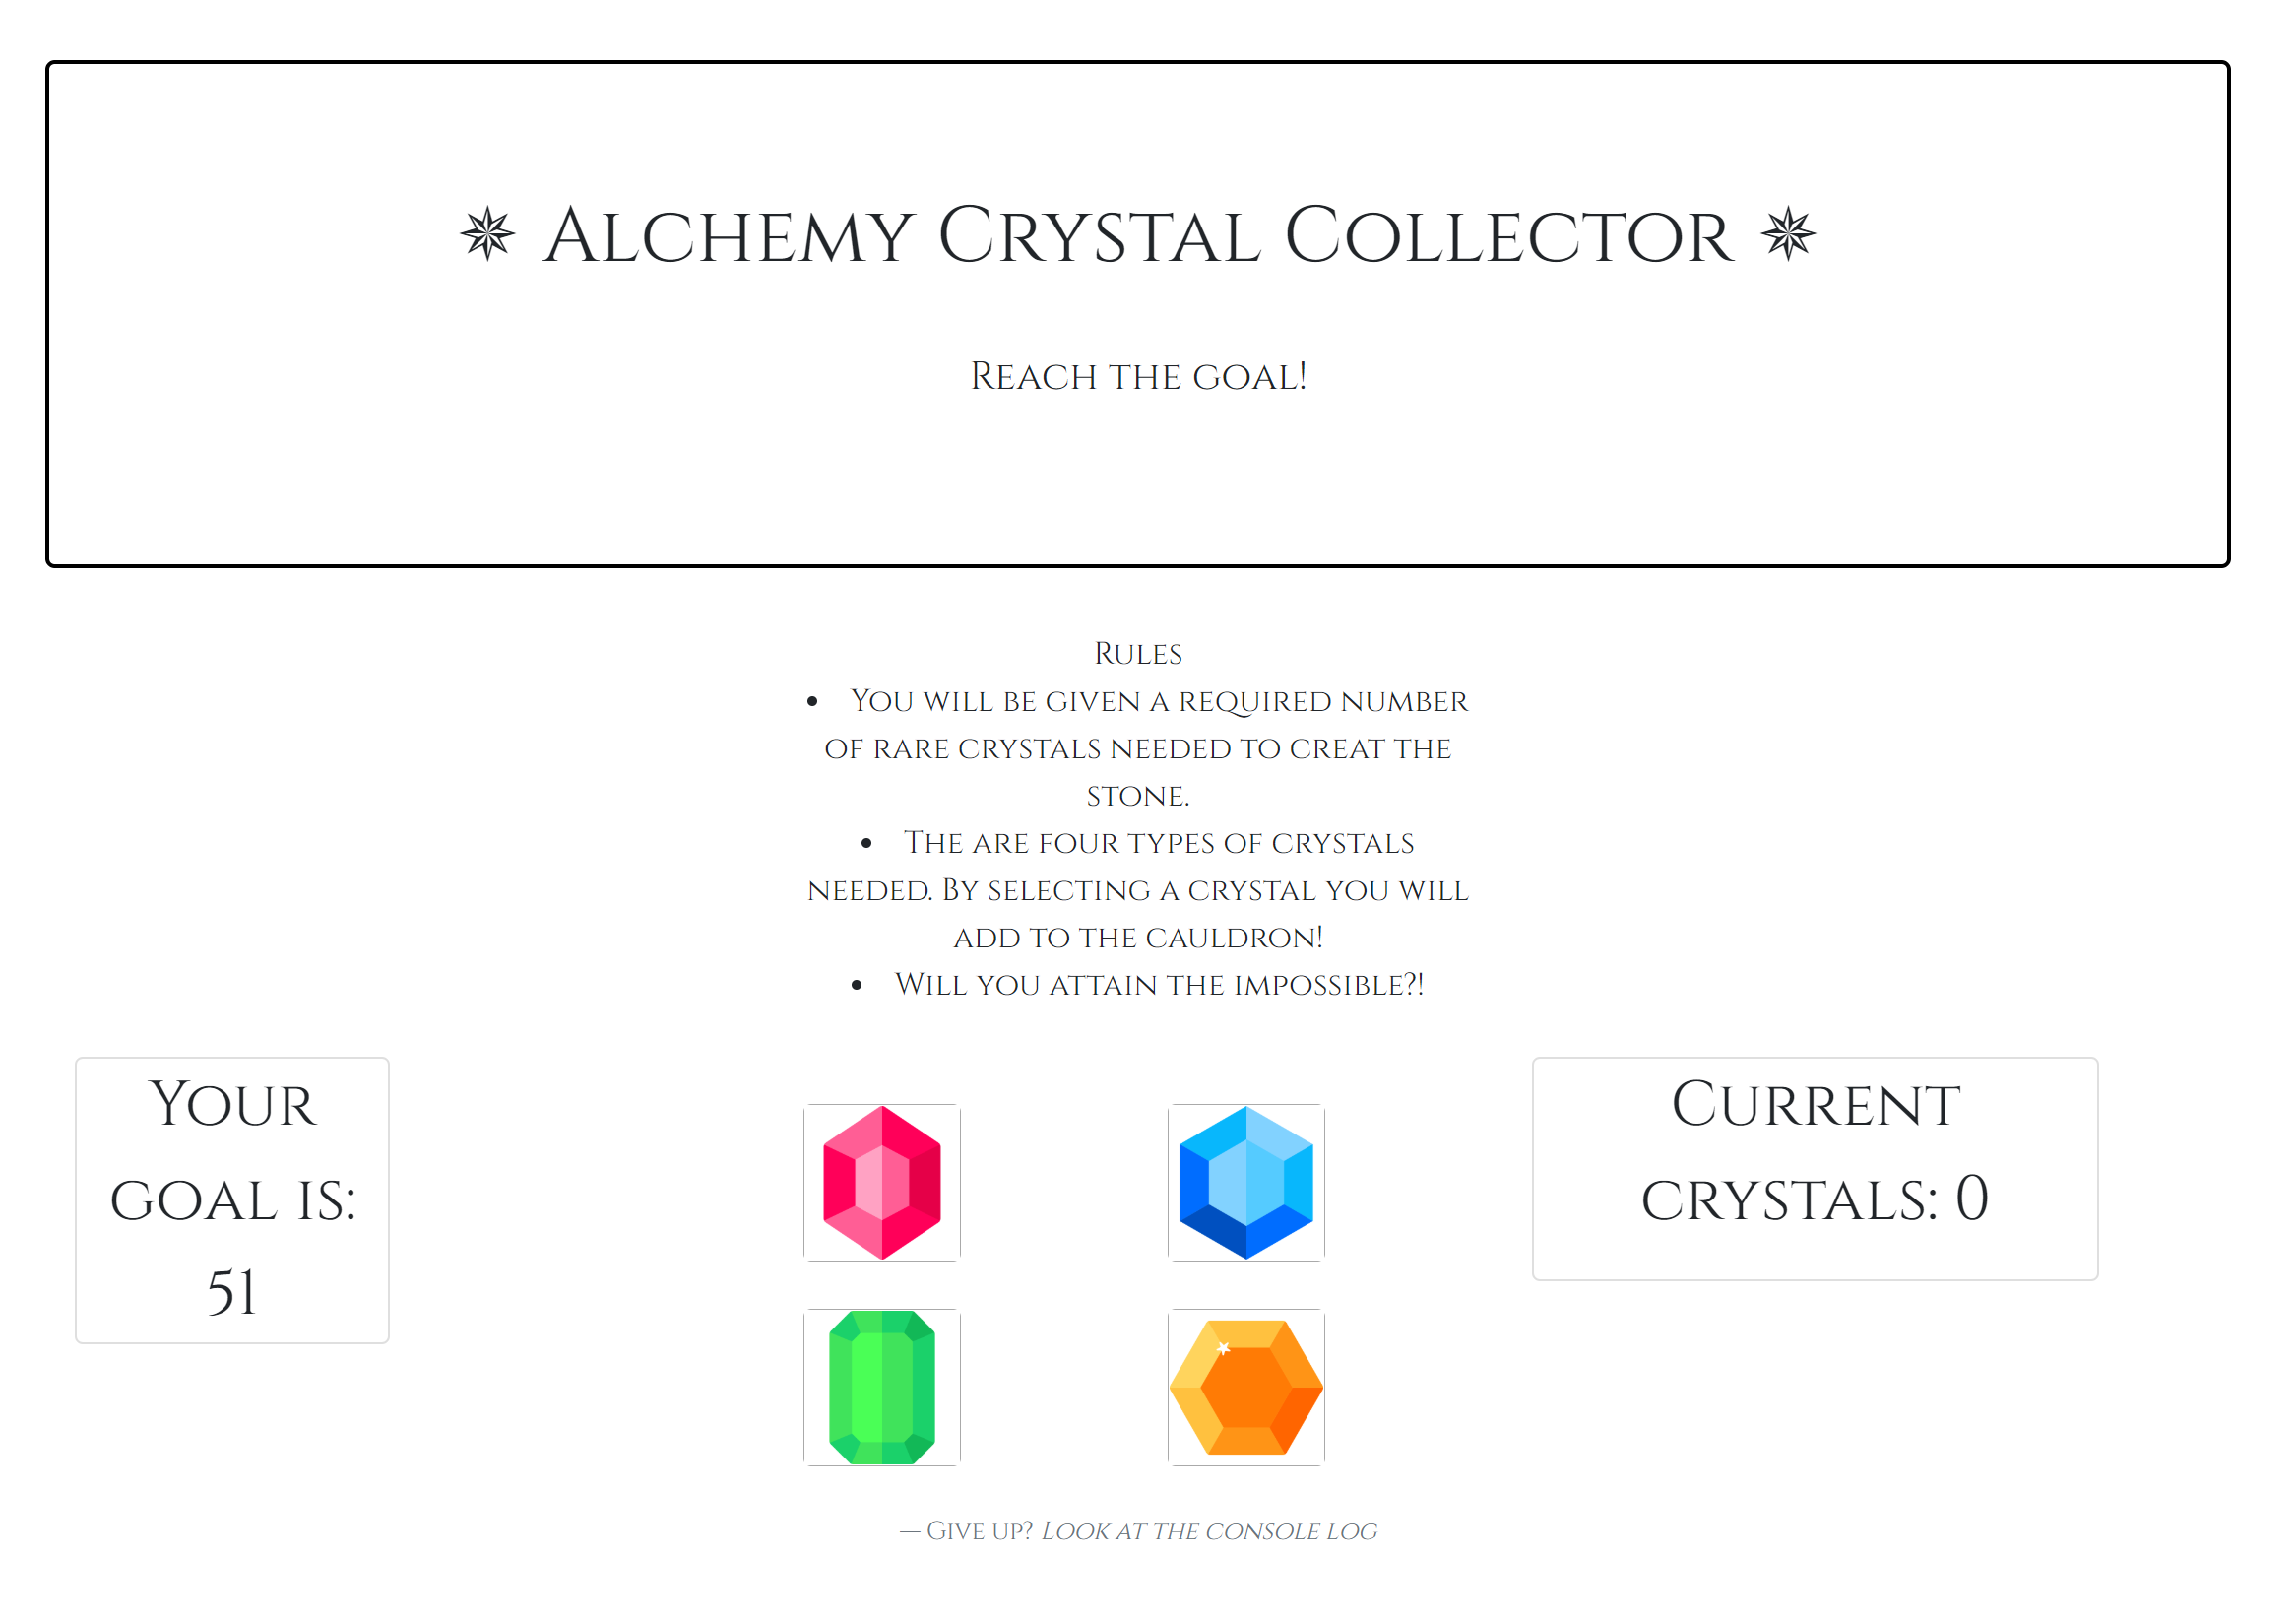 ✵ Alchemy Crystal Collector ✵
Reach the goal!
Rules
• You will be given a required number
of rare crystals needed to creat the
stone.
• The are four types of crystals
needed. By selecting a crystal you will
add to the cauldron!
• Will you attain the impossible?!
Your
goal is:
51
Current
crystals: 0
— Give up? Look at the console log